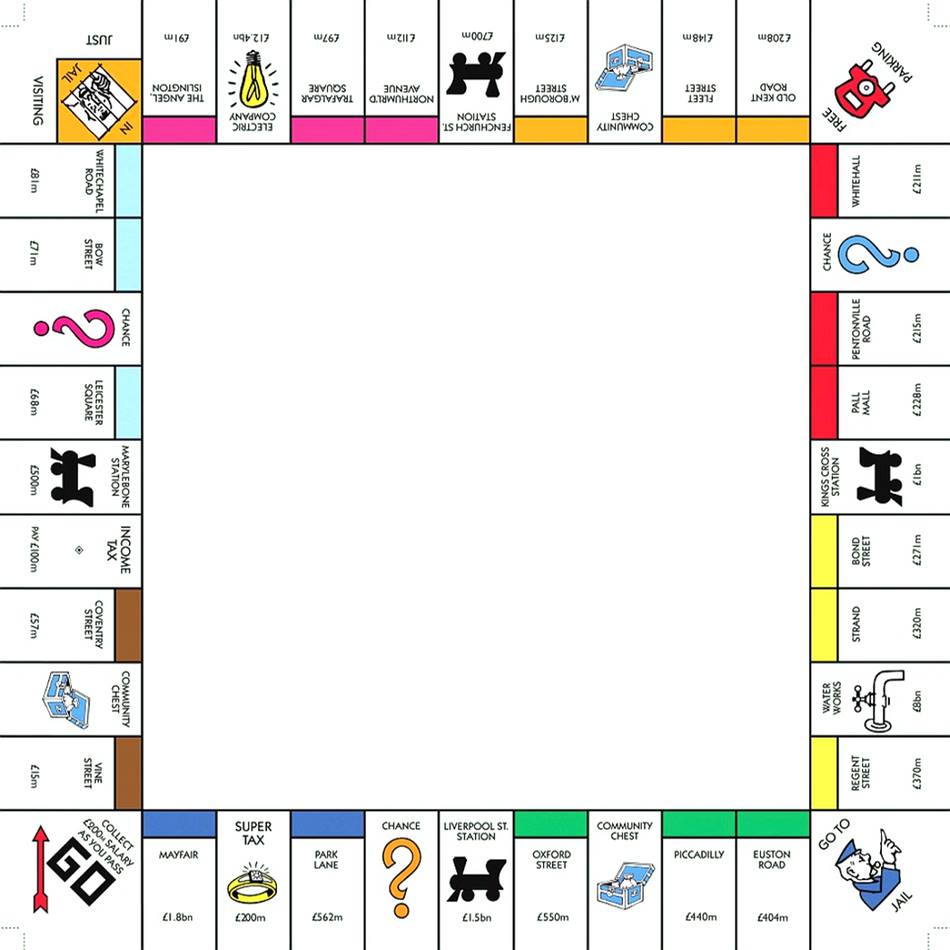 COLLECT
£200m SALARY
AS YOU PASS
GO
VINE
STREET
£15m
COMMUNITY
CHEST
COVENTRY
STREET
£57m
INCOME
TAX
PAY £100m
MARYLEBONE
STATION
£500m
LEICESTER
SQUARE
£68m
CHANCE
?
BOW
STREET
£71m
WHITECHAPEL
ROAD
£81m
IN
JAIL
JUST
VISITING
THE ANGEL,
ISLINGTON
£91m
ELECTRIC
COMPANY
£12.4bn
TRAFALGAR
SQUARE
£97m
NORTHUMR'D
AVENUE
£112m
FENCHURCH ST.
STATION
£700m
M'BOROUGH
STREET
£125m
COMMUNITY
CHEST
FLEET
STREET
£148m
OLD KENT
ROAD
£208m
FREE
PARKING
WHITEHALL
£211m
CHANCE
?
PENTONVILLE
ROAD
£215m
PALL
MALL
£228m
KINGS CROSS
STATION
£1bn
BOND
STREET
£271m
STRAND
£320m
WATER
WORKS
£8bn
REGENT
STREET
£370m
GO TO
JAIL
EUSTON
ROAD
£404m
PICCADILLY
£440m
COMMUNITY
CHEST
OXFORD
STREET
£550m
LIVERPOOL ST.
STATION
£1.5bn
CHANCE
?
PARK
LANE
£562m
SUPER
TAX
£200m
MAYFAIR
£1.8bn